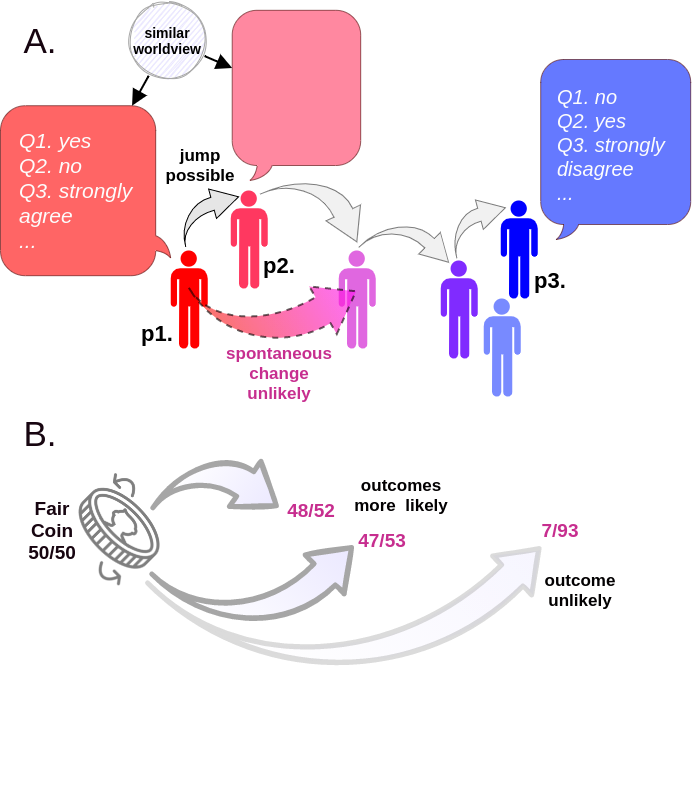 A.
similar
worldview
Q1. yes
Q2. no
Q3. strongly
agree
...
jump
possible
Q1. no
Q2. yes
Q3. strongly
disagree
...
p1.
p2.
p3.
spontaneous
change
unlikely
B.
Fair
Coin
50/50
48/52
outcomes
more likely
47/53
7/93
outcome
unlikely